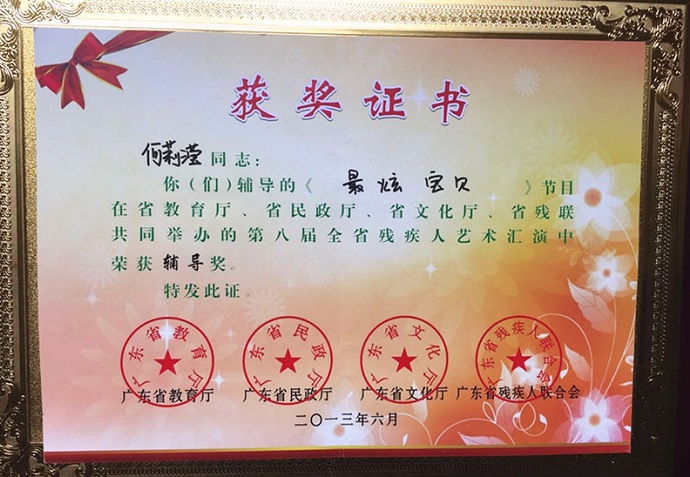 获奖证书
何莉滢同志：
你（们）辅导的《最炫宝贝》节目
在省教育厅、省民政厅、省文化厅、省残联
共同举办的第八届全省残疾人艺术汇演中
荣获辅导奖。
特发此证。
广东省教育厅 广东省民政厅 广东省文化厅 广东省残疾人联合会
广东省教育厅 广东省民政厅 广东省文化厅 广东省残疾人联合会
二〇一三年六月